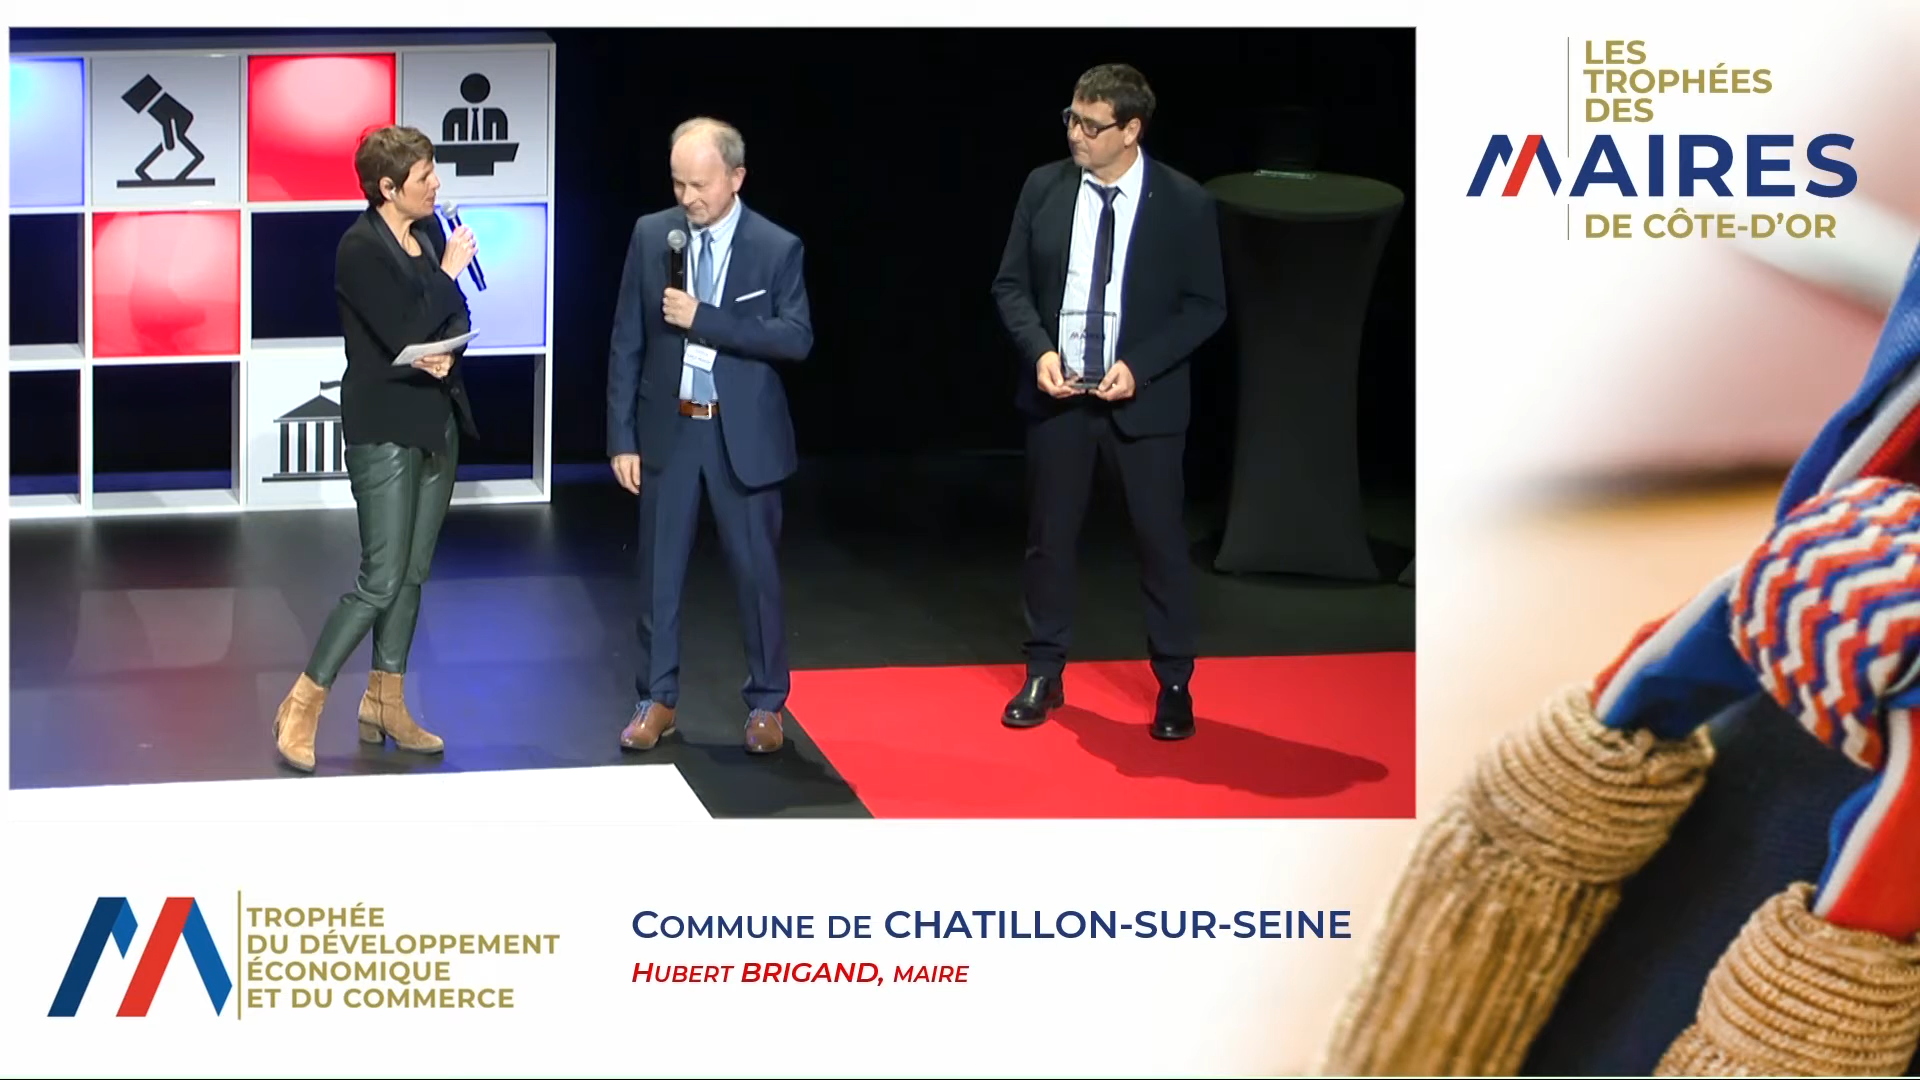 LES
TROPHÉES
DES
MAIRES
DE CÔTE-D'OR
MAIRES
TROPHÉE
DU DÉVELOPPEMENT
ÉCONOMIQUE
ET DU COMMERCE
COMMUNE DE CHATILLON-SUR-SEINE
HUBERT BRIGAND, MAIRE